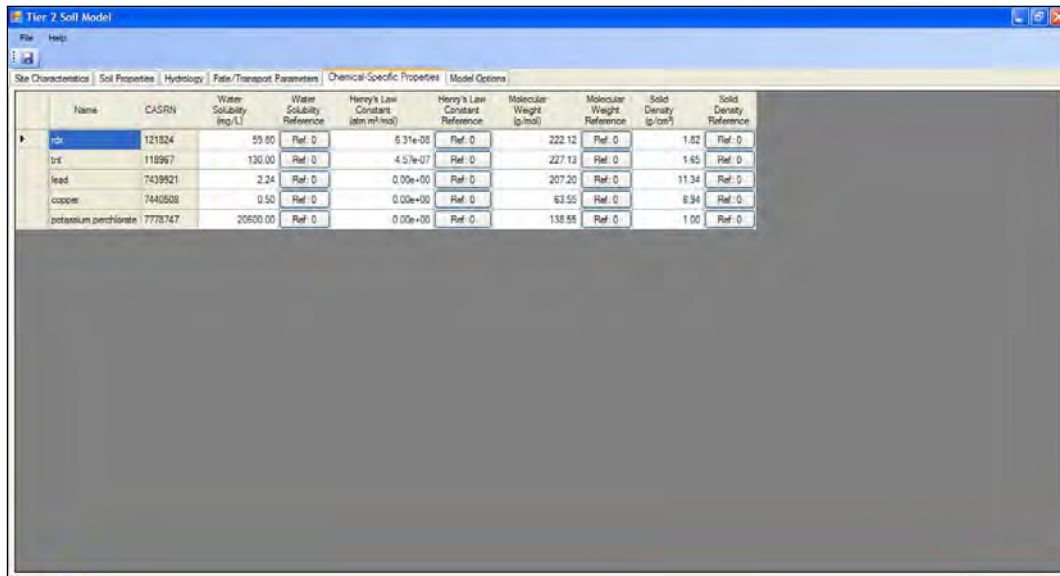 Tier 2 Soil Model
File Help
Site Characteristics Soil Properties Hydrology Fate/Transport Parameters Chemical-Specific Properties Model Options
Name CASRN Water Solubility (mg/L) Water Solubility Reference Henry's Law Constant (atm m³/mol) Henry's Law Constant Reference Molecular Weight (g/mol) Molecular Weight Reference Solid Density (g/cm³) Solid Density Reference
rdx 121824 Ref: 0 6.31e-08 Ref: 0 222.12 Ref: 0 1.82 Ref: 0
tnt 118967 130.00 Ref: 0 4.57e-07 Ref: 0 227.13 Ref: 0 1.65 Ref: 0
lead 7439921 2.24 Ref: 0 0.00e+00 Ref: 0 207.20 Ref: 0 11.34 Ref: 0
copper 7440508 0.50 Ref: 0 0.00e+00 Ref: 0 63.55 Ref: 0 8.94 Ref: 0
potassium perchlorate 7778747 20600.00 Ref: 0 0.00e+00 Ref: 0 138.55 Ref: 0 1.00 Ref: 0